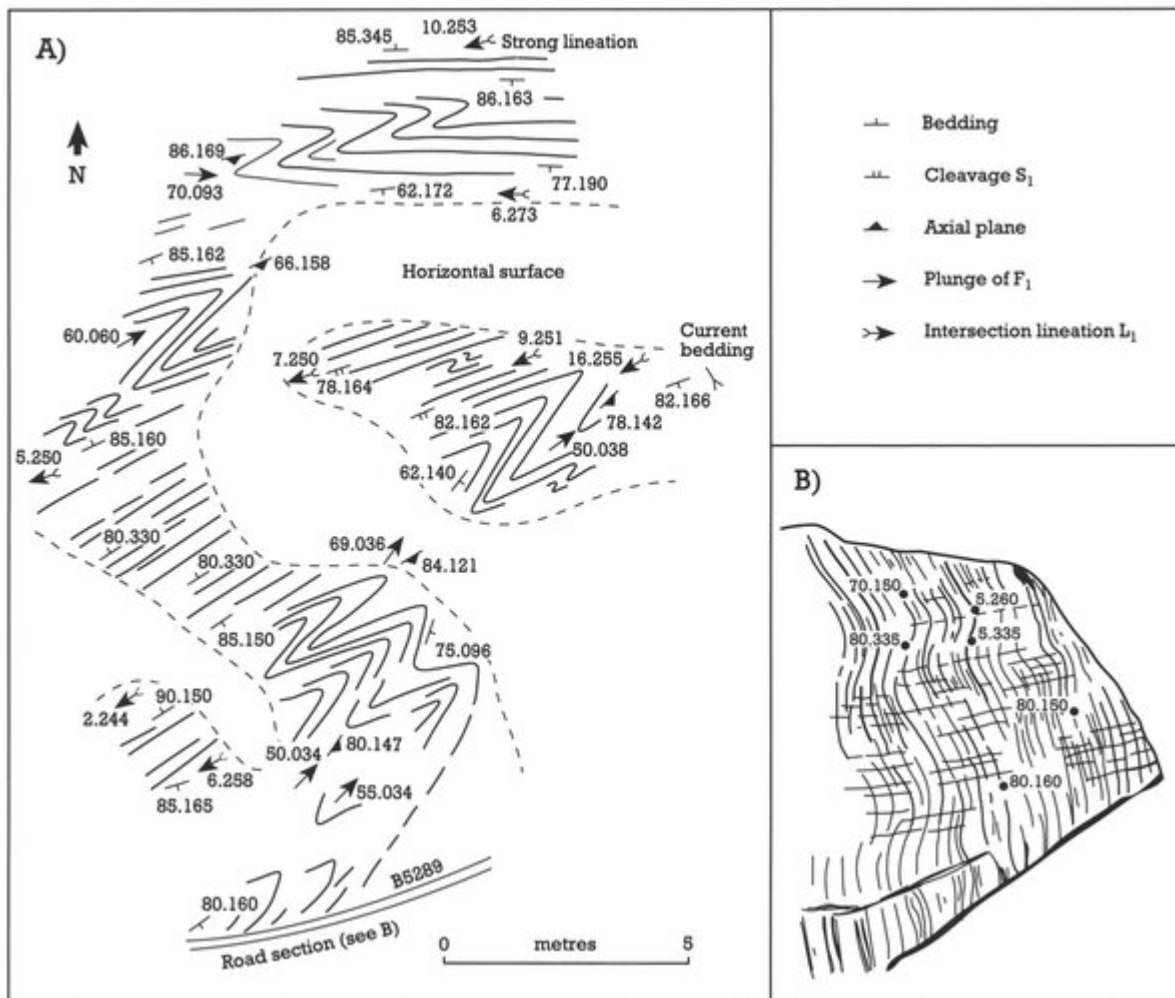 A)
N
85.345
10.253
Strong lineation
86.163
86.169
70.093
62.172
77.190
6.273
85.162
66.158
Horizontal surface
60.060
7.250
9.251
16.255
Current
bedding
78.164
82.162
82.166
78.142
50.038
85.160
5.250
62.140
80.330
80.330
69.036
84.121
85.150
75.096
90.150
2.244
50.034
80.147
6.258
55.034
85.165
80.160
B5289
Road section (see B)
0 metres 5
Bedding
Cleavage S1
Axial plane
Plunge of F1
Intersection lineation L1
B)
70.150
5.260
80.335
5.335
80.150
80.160